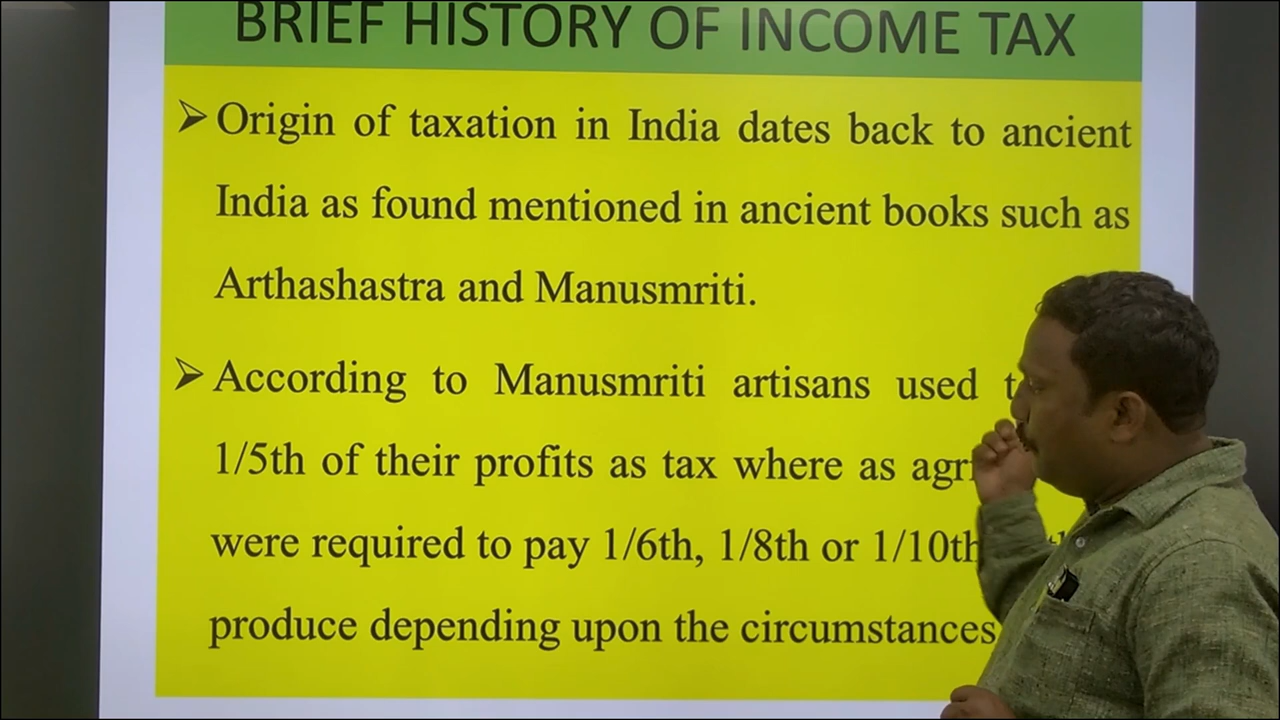 BRIEF HISTORY OF INCOME TAX
➢ Origin of taxation in India dates back to ancient
India as found mentioned in ancient books such as
Arthashastra and Manusmriti.
➢ According to Manusmriti artisans used
1/5th of their profits as tax where as
were required to pay 1/6th, 1/8th or 1/10th
produce depending upon the circumstances